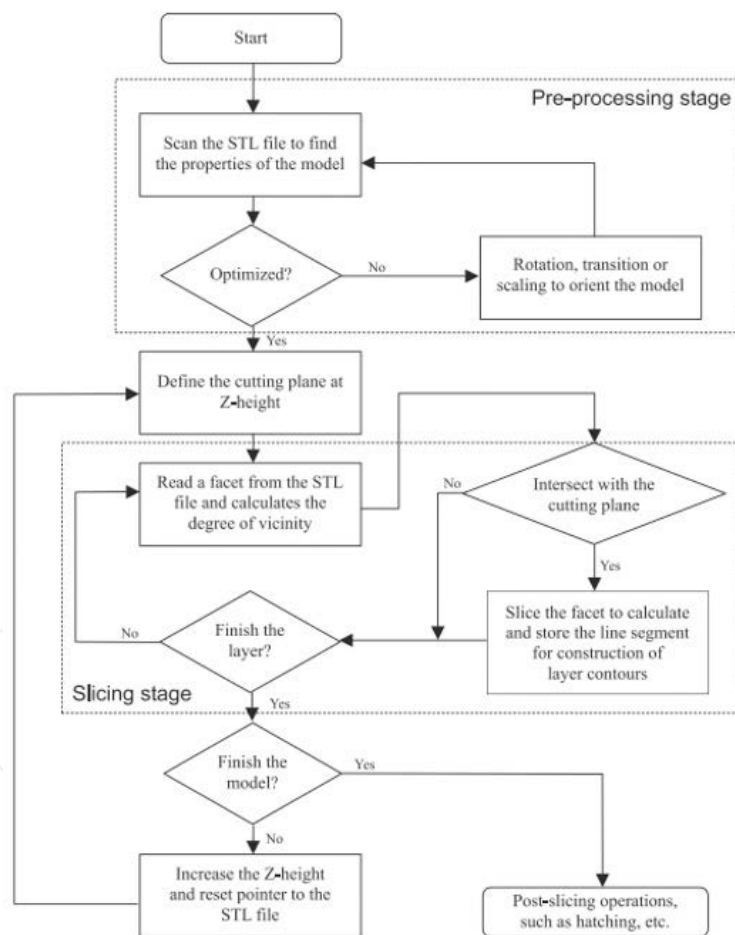 Start
Pre-processing stage
Scan the STL file to find
the properties of the model
Optimized?
No
Rotation, transition or
scaling to orient the model
Yes
Define the cutting plane at
Z-height
Read a facet from the STL
file and calculates the
degree of vicinity
No
Intersect with the
cutting plane
Yes
Slice the facet to calculate
and store the line segment
for construction of
layer contours
No
Finish the
layer?
Slicing stage
Yes
Finish the
model?
Yes
No
Increase the Z-height
and reset pointer to the
STL file
Post-slicing operations,
such as hatching, etc.